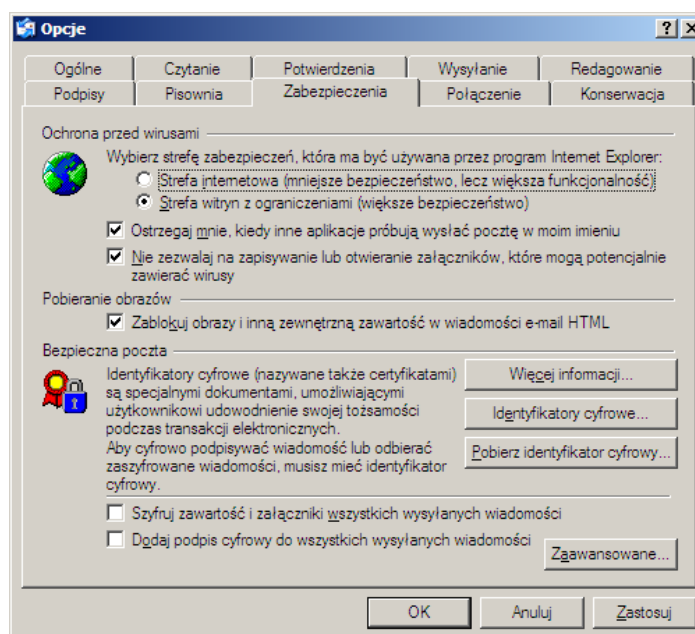 Opcje
Ogólne Czytanie Potwierdzenia Wysyłanie Redagowanie
Podpisy Pisownia Zabezpieczenia Połączenie Konserwacja
Ochrona przed wirusami
Wybierz strefę zabezpieczeń, która ma być używana przez program Internet Explorer:
Strefa internetowa (mniejsze bezpieczeństwo, lecz większa funkcjonalność)
Strefa witryn z ograniczeniami (większe bezpieczeństwo)
Ostrzegaj mnie, kiedy inne aplikacje próbują wysłać pocztę w moim imieniu
Nie zezwalaj na zapisywanie lub otwieranie załączników, które mogą potencjalnie
zawierać wirusy
Pobieranie obrazów
Zablokuj obrazy i inną zewnętrzną zawartość w wiadomości e-mail HTML
Bezpieczna poczta
Identyfikatory cyfrowe (nazywane także certyfikatami)
są specjalnymi dokumentami, umożliwiającymi
użytkownikowi udowodnienie swojej tożsamości
podczas transakcji elektronicznych.
Aby cyfrowo podpisywać wiadomość lub odbierać
zaszyfrowane wiadomości, musisz mieć identyfikator
cyfrowy.
Więcej informacji...
Identyfikatory cyfrowe...
Pobierz identyfikator cyfrowy...
Szyfruj zawartość i załączniki wszystkich wysyłanych wiadomości
Dodaj podpis cyfrowy do wszystkich wysyłanych wiadomości
Zaawansowane...
OK Anuluj Zastosuj